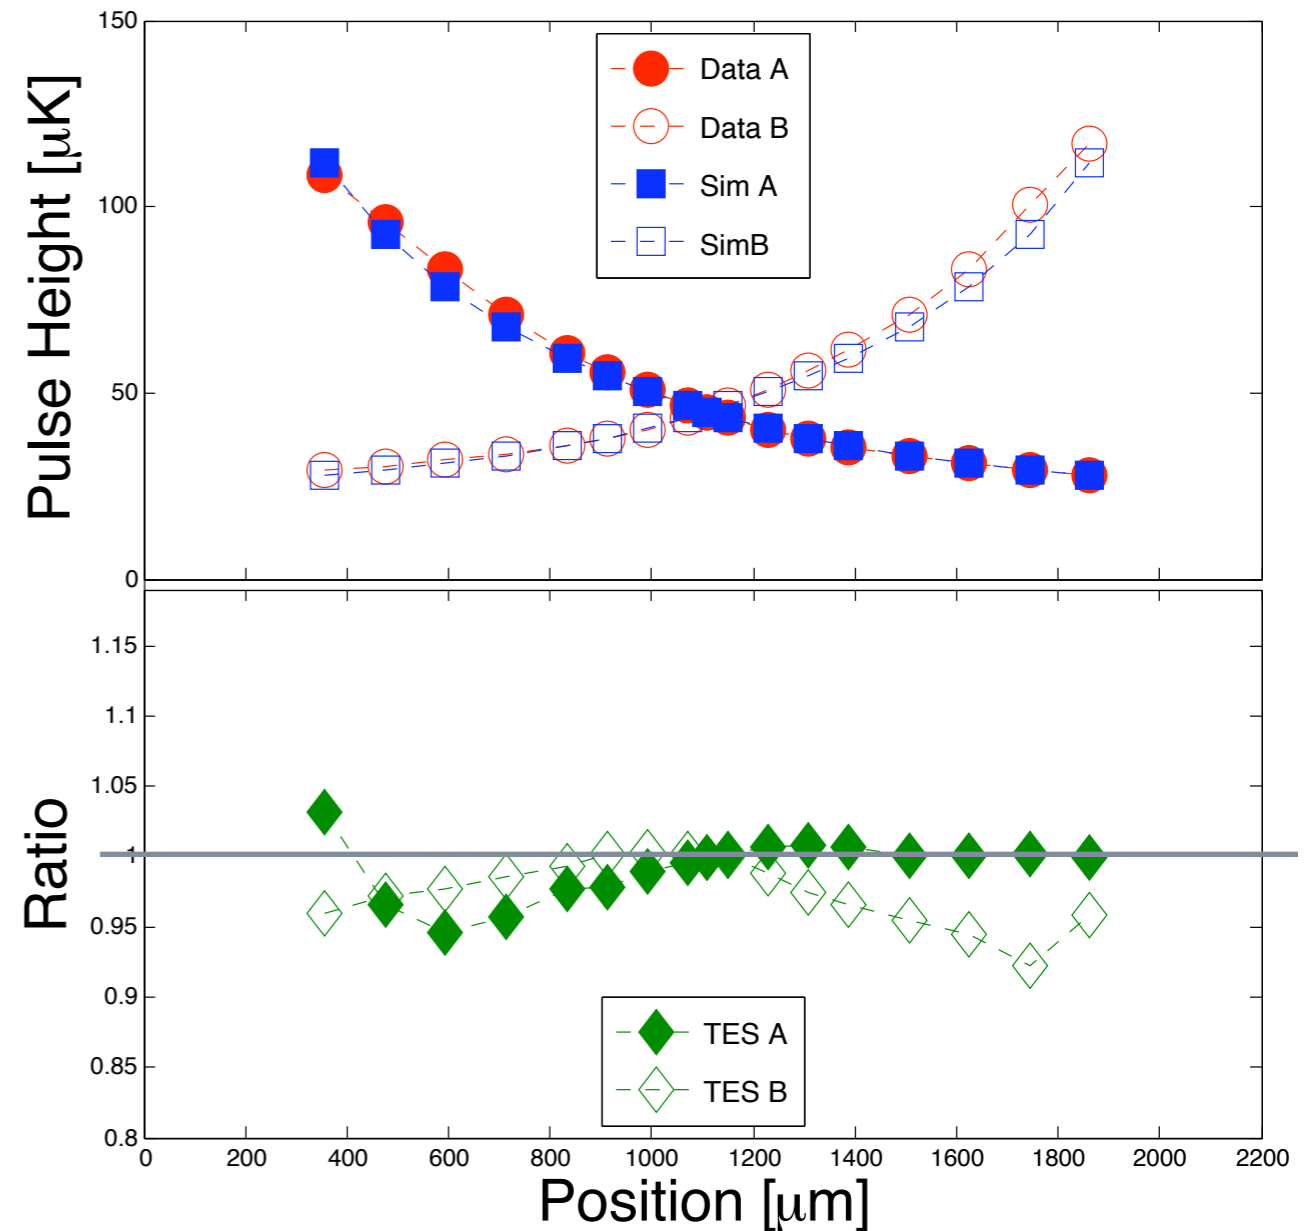 150
100
50
0
Pulse Height [μK]
Data A
Data B
Sim A
SimB
1.15
1.1
1.05
1
0.95
0.9
0.85
0.8
Ratio
TES A
TES B
0 200 400 600 800 1000 1200 1400 1600 1800 2000 2200
Position [μm]